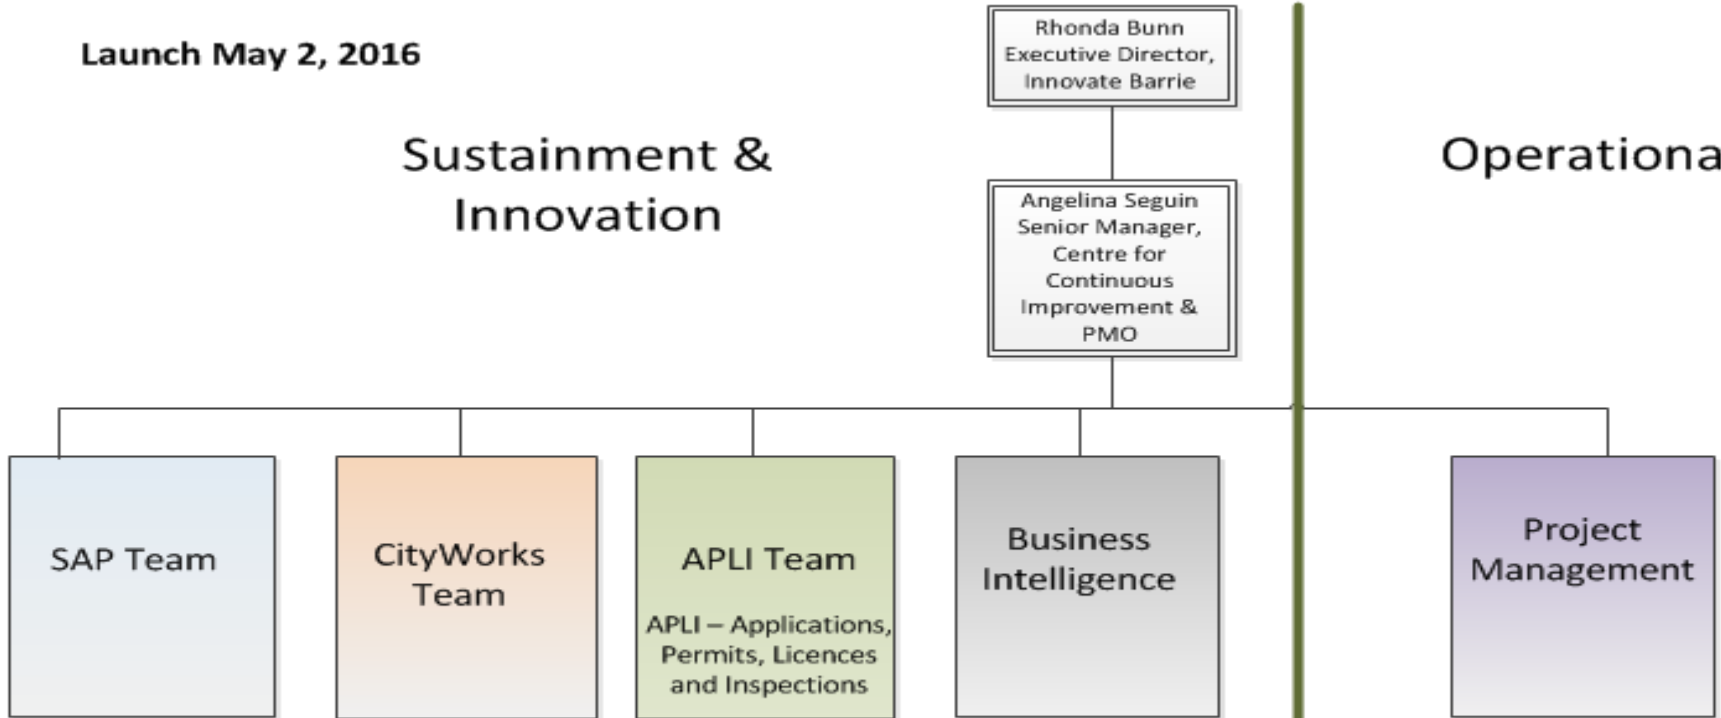 Launch May 2, 2016
Rhonda Bunn
Executive Director,
Innovate Barrie
Sustainment &
Innovation
Operationa
Angelina Seguin
Senior Manager,
Centre for
Continuous
Improvement &
PMO
SAP Team
CityWorks
Team
APLI Team
APLI – Applications,
Permits, Licences
and Inspections
Business
Intelligence
Project
Management